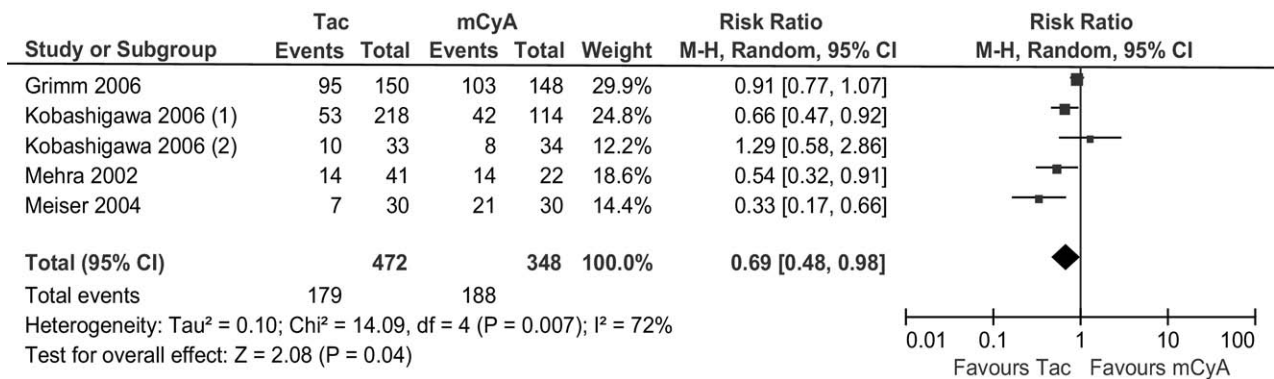 Tac mCyA Risk Ratio Risk Ratio
Study or Subgroup Events Total Events Total Weight M-H, Random, 95% CI M-H, Random, 95% CI
Grimm 2006 95 150 103 148 29.9% 0.91 [0.77, 1.07]
Kobashigawa 2006 (1) 53 218 42 114 24.8% 0.66 [0.47, 0.92]
Kobashigawa 2006 (2) 10 33 8 34 12.2% 1.29 [0.58, 2.86]
Mehra 2002 14 41 14 22 18.6% 0.54 [0.32, 0.91]
Meiser 2004 7 30 21 30 14.4% 0.33 [0.17, 0.66]
Total (95% CI) 472 348 100.0% 0.69 [0.48, 0.98]
Total events 179 188
Heterogeneity: Tau² = 0.10; Chi² = 14.09, df = 4 (P = 0.007); I² = 72%
Test for overall effect: Z = 2.08 (P = 0.04)
0.01 0.1 1 10 100
Favours Tac Favours mCyA